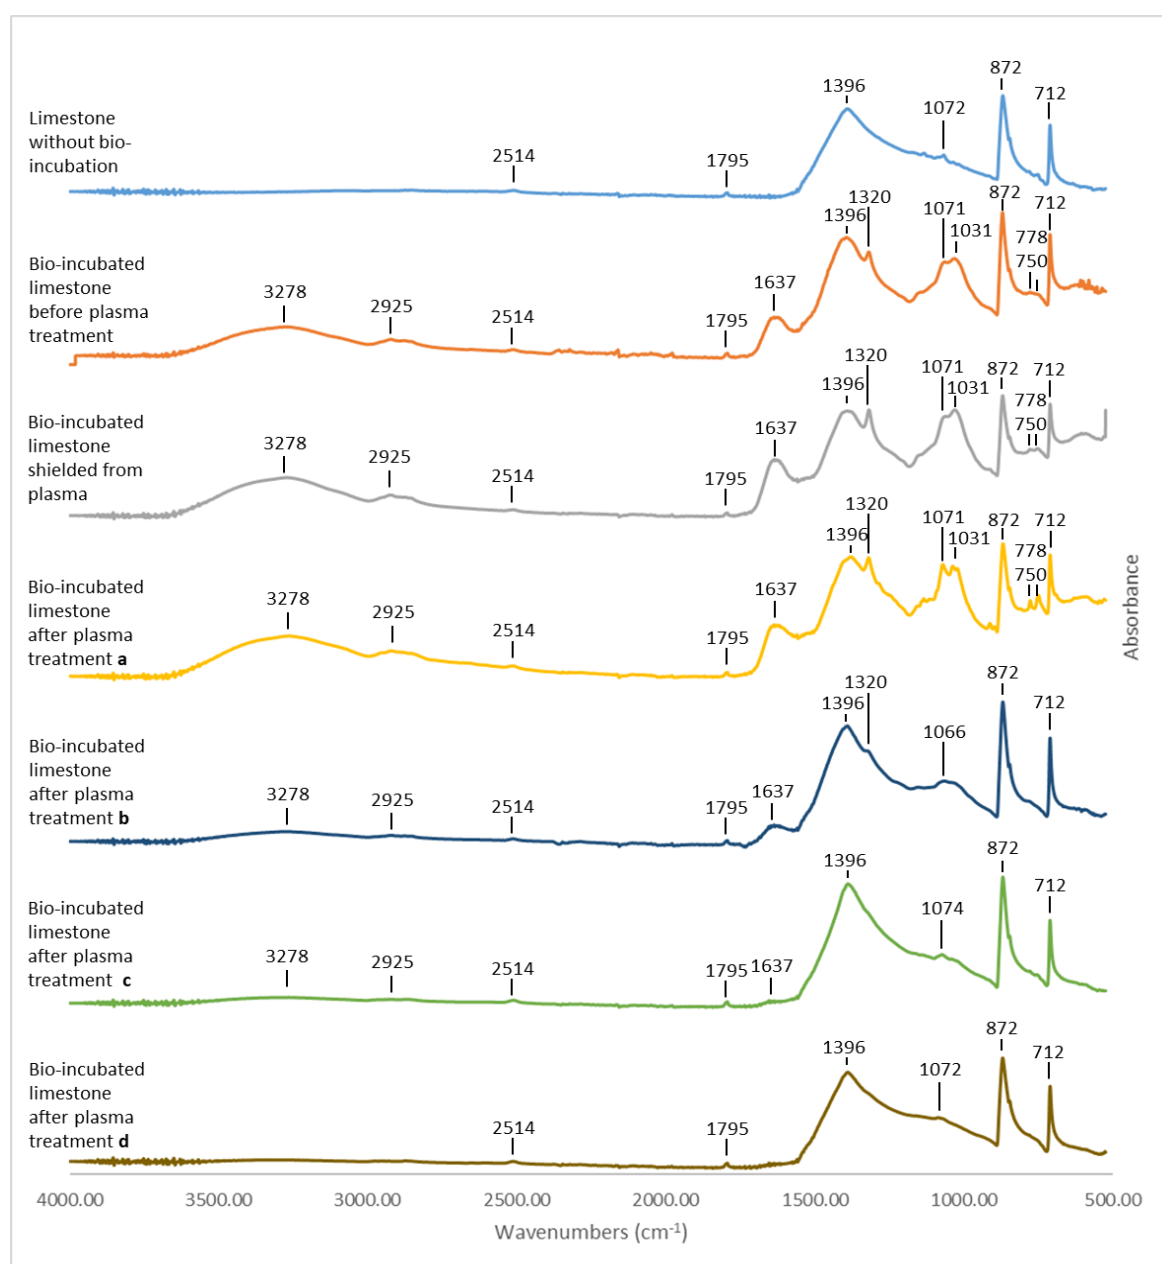 872
1396
712
1072
Limestone
without bio-
incubation
2514
1795
872
1320
1396
1071
712
1031
778
750
Bio-incubated
limestone
before plasma
treatment
3278
2925
2514
1795
1637
1320
1071
872
712
1396
1031
778
750
Bio-incubated
limestone
shielded from
plasma
3278
2925
2514
1795
1637
1320
1071
872
712
1396
1031
778
750
Bio-incubated
limestone
after plasma
treatment a
3278
2925
2514
1795
1637
Absorbance
872
1320
1396
712
1066
Bio-incubated
limestone
after plasma
treatment b
3278
2925
2514
1795
1637
872
1396
712
1074
Bio-incubated
limestone
after plasma
treatment c
3278
2925
2514
1795
1637
872
1396
712
1072
Bio-incubated
limestone
after plasma
treatment d
2514
1795
4000.00 3500.00 3000.00 2500.00 2000.00 1500.00 1000.00 500.00
Wavenumbers (cm⁻¹)